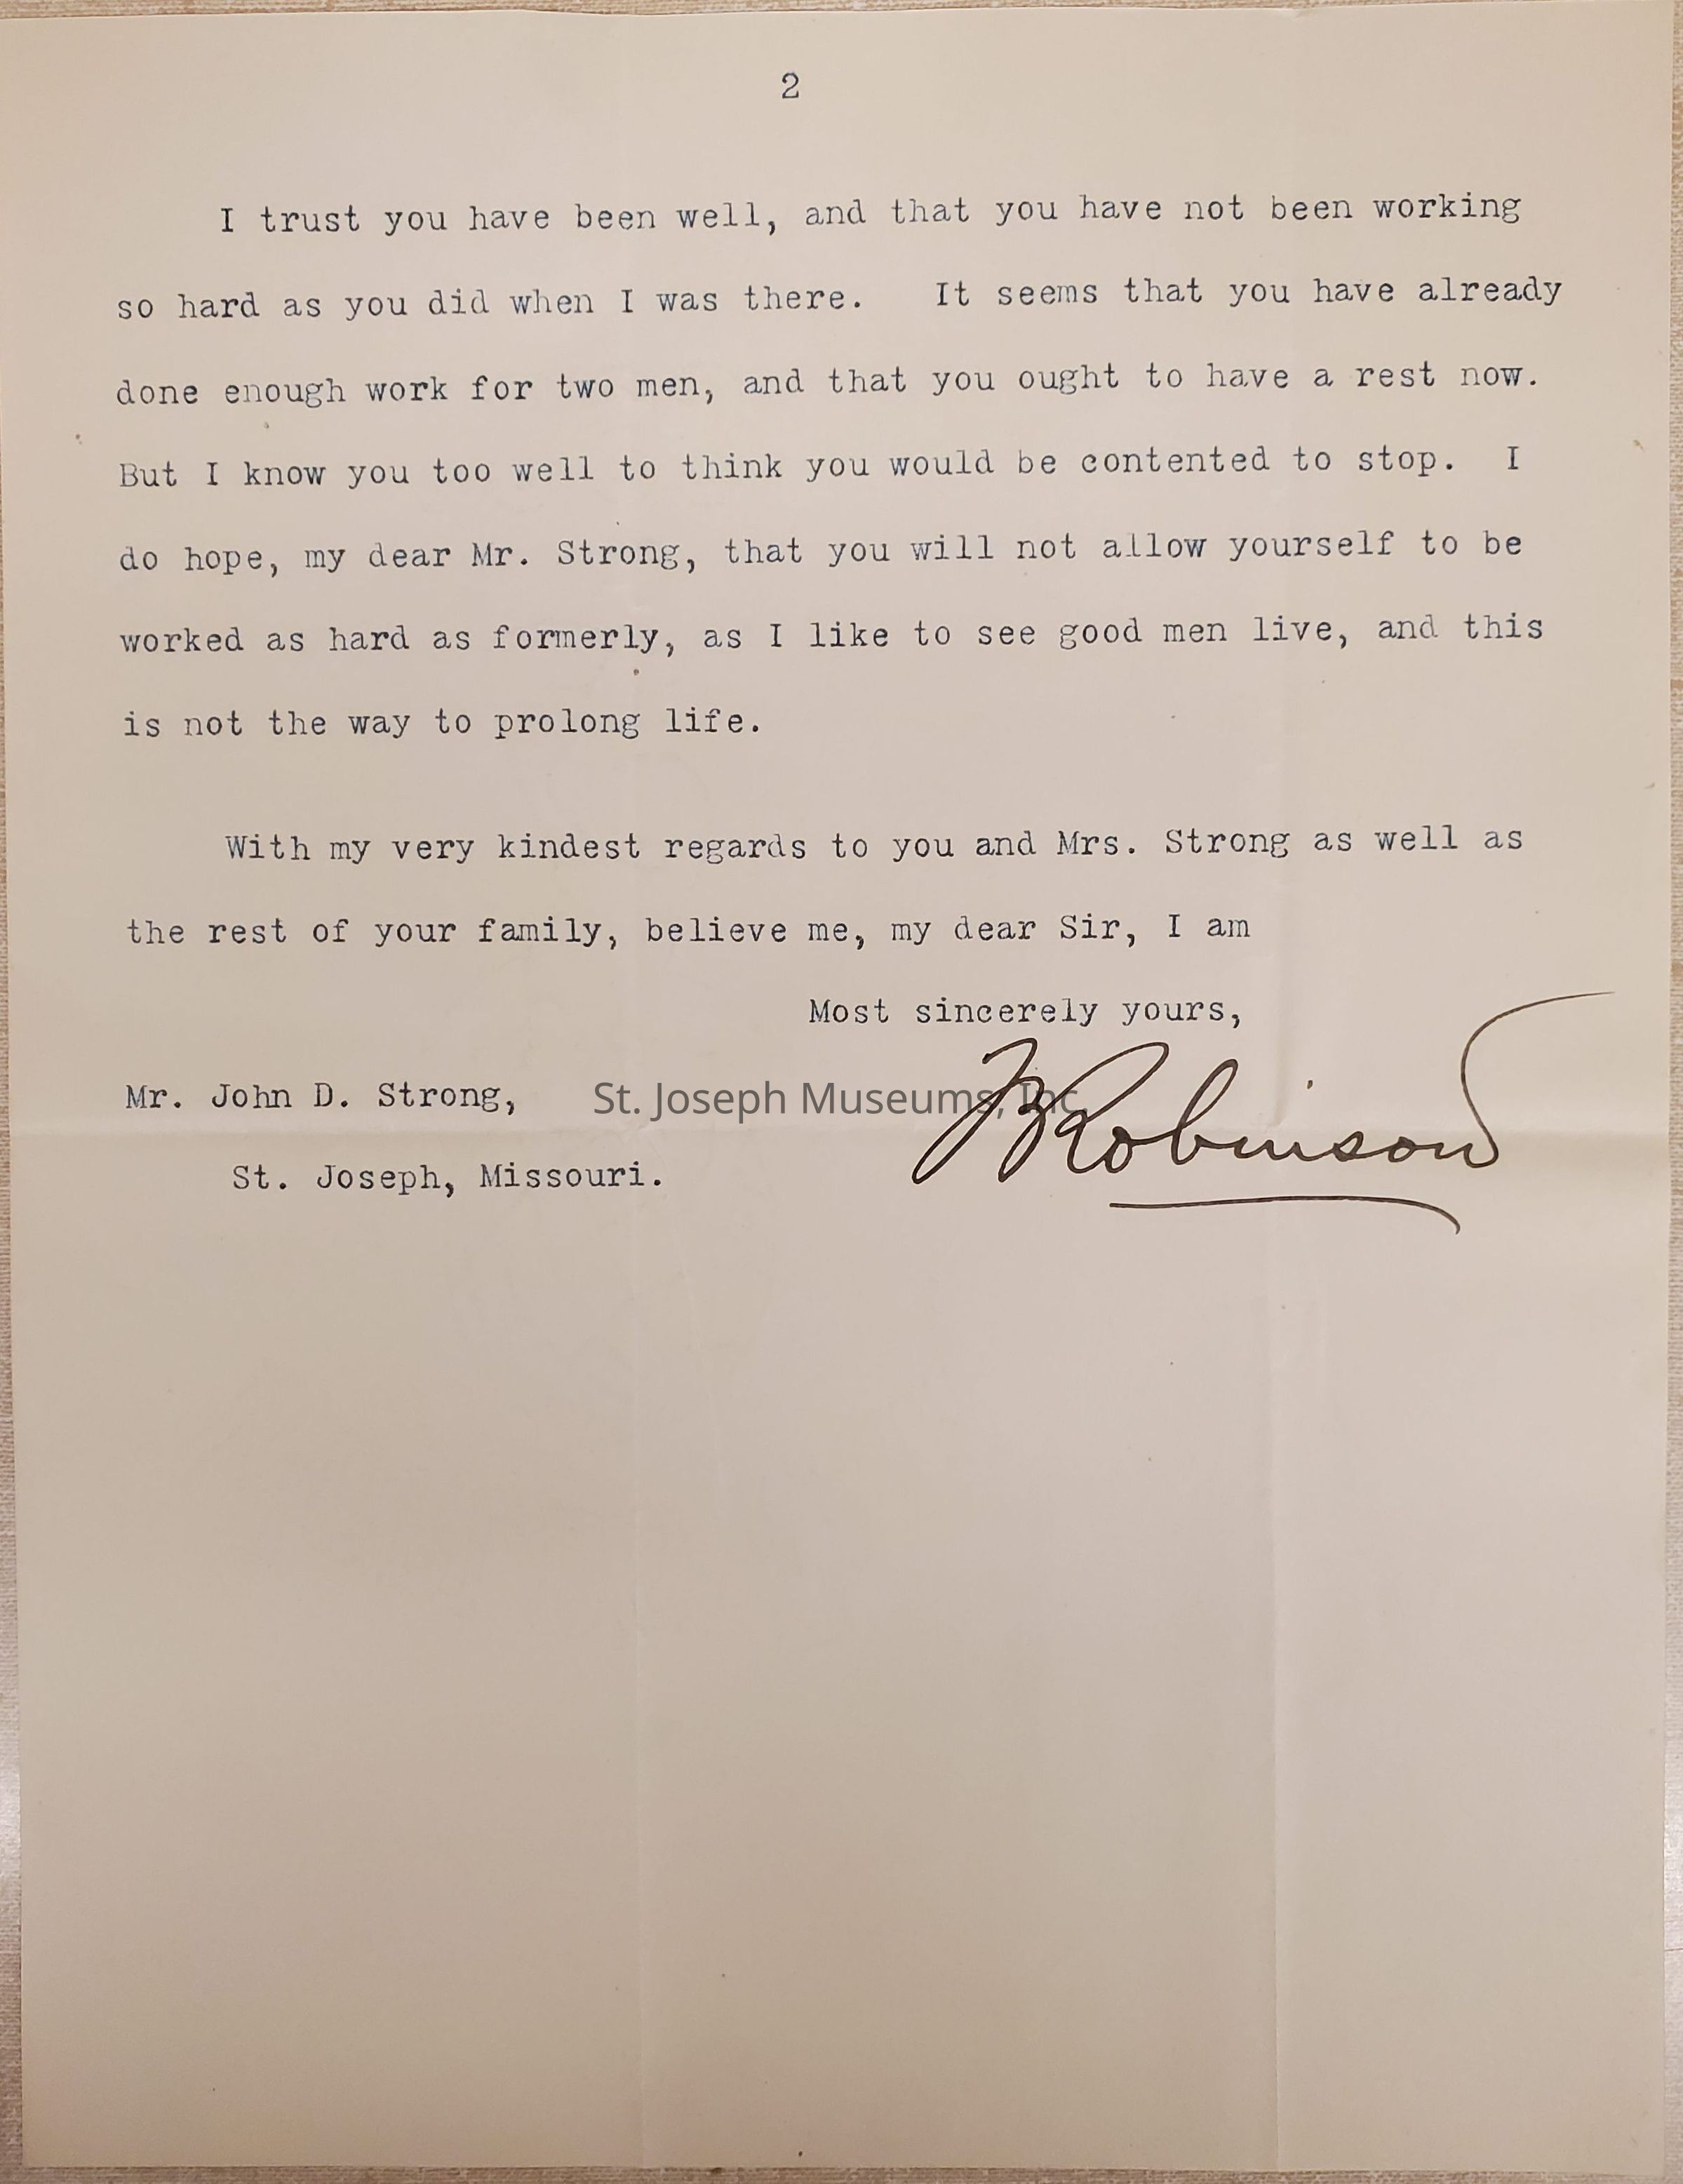 2
I trust you have been well, and that you have not been working
so hard as you did when I was there. It seems that you have already
done enough work for two men, and that you ought to have a rest now.
But I know you too well to think you would be contented to stop. I
do hope, my dear Mr. Strong, that you will not allow yourself to be
worked as hard as formerly, as I like to see good men live, and this
is not the way to prolong life.
With my very kindest regards to you and Mrs. Strong as well as
the rest of your family, believe me, my dear Sir, I am
Most sincerely yours,
Mr. John D. Strong,
St. Joseph Museums, Inc.
Robinson
St. Joseph, Missouri.